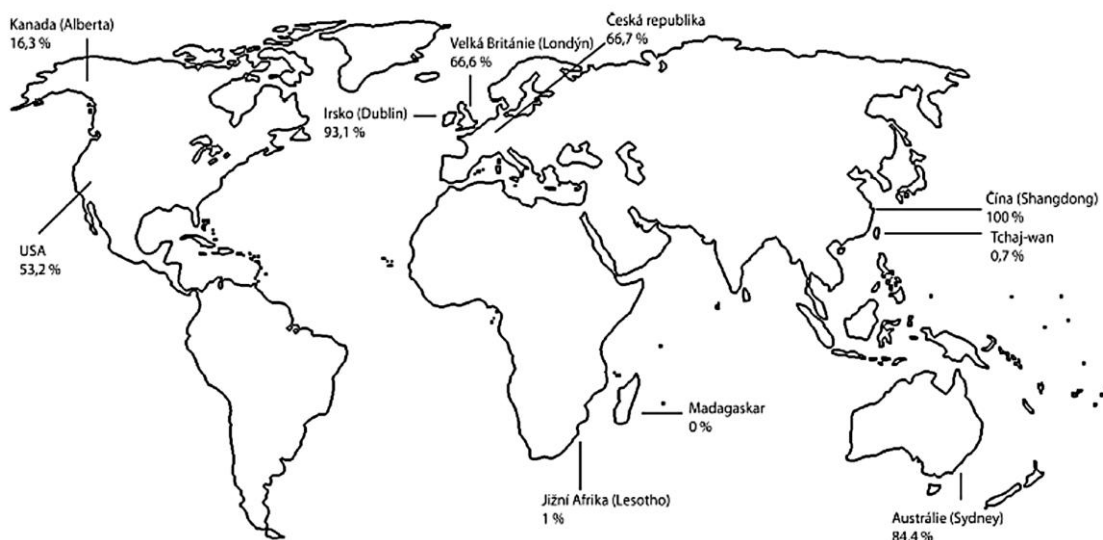 Kanada (Alberta)
16,3 %
Česká republika
66,7 %
Velká Británie (Londýn)
66,6 %
Irsko (Dublin)
93,1 %
USA
53,2 %
Čína (Shangdong)
100 %
Tchaj-wan
0,7 %
Madagaskar
0 %
Jižní Afrika (Lesotho)
1 %
Austrálie (Sydney)
84,4 %